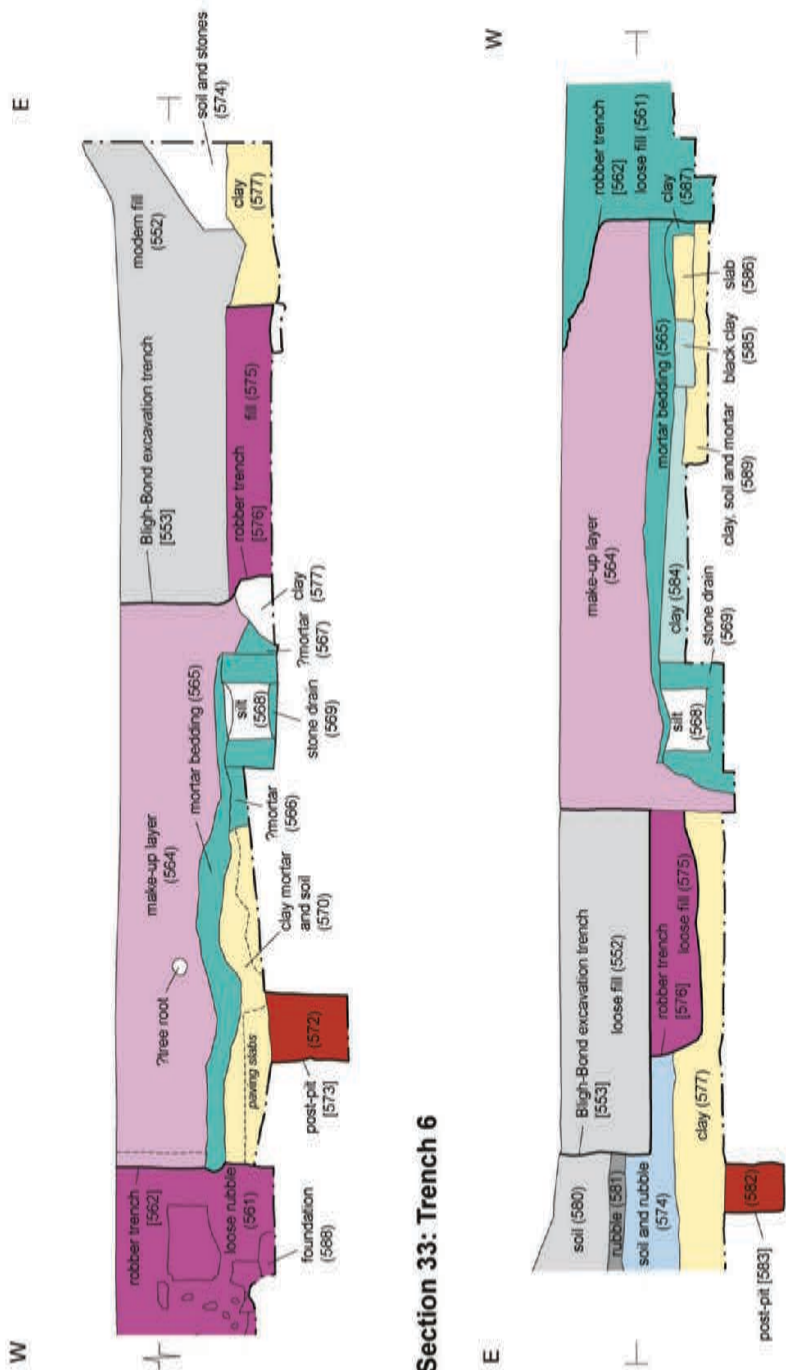 W
E
robber trench
[562]
loose rubble
(561)
foundation
(588)
?tree root
make-up layer
(564)
mortar bedding (565)
paving slabs
post-pit
[573]
(572)
clay mortar
and soil
(570)
?mortar
(566)
silt
(568)
stone drain
(569)
?mortar
(567)
clay
(577)
Bligh-Bond excavation trench
[553]
modern fill
(552)
robber trench
[576]
fill (575)
clay
(577)
soil and stones
(574)
Section 33: Trench 6
E
W
soil (580)
rubble (581)
soil and rubble
(574)
post-pit [583]
(582)
clay (577)
Bligh-Bond excavation trench
[553]
loose fill (552)
robber trench
[576]
loose fill (575)
make-up layer
(564)
silt
(568)
stone drain
(569)
clay (584)
mortar bedding (565)
clay, soil and mortar
(589)
black clay
(585)
slab
(586)
clay
(587)
robber trench
[562]
loose fill (561)